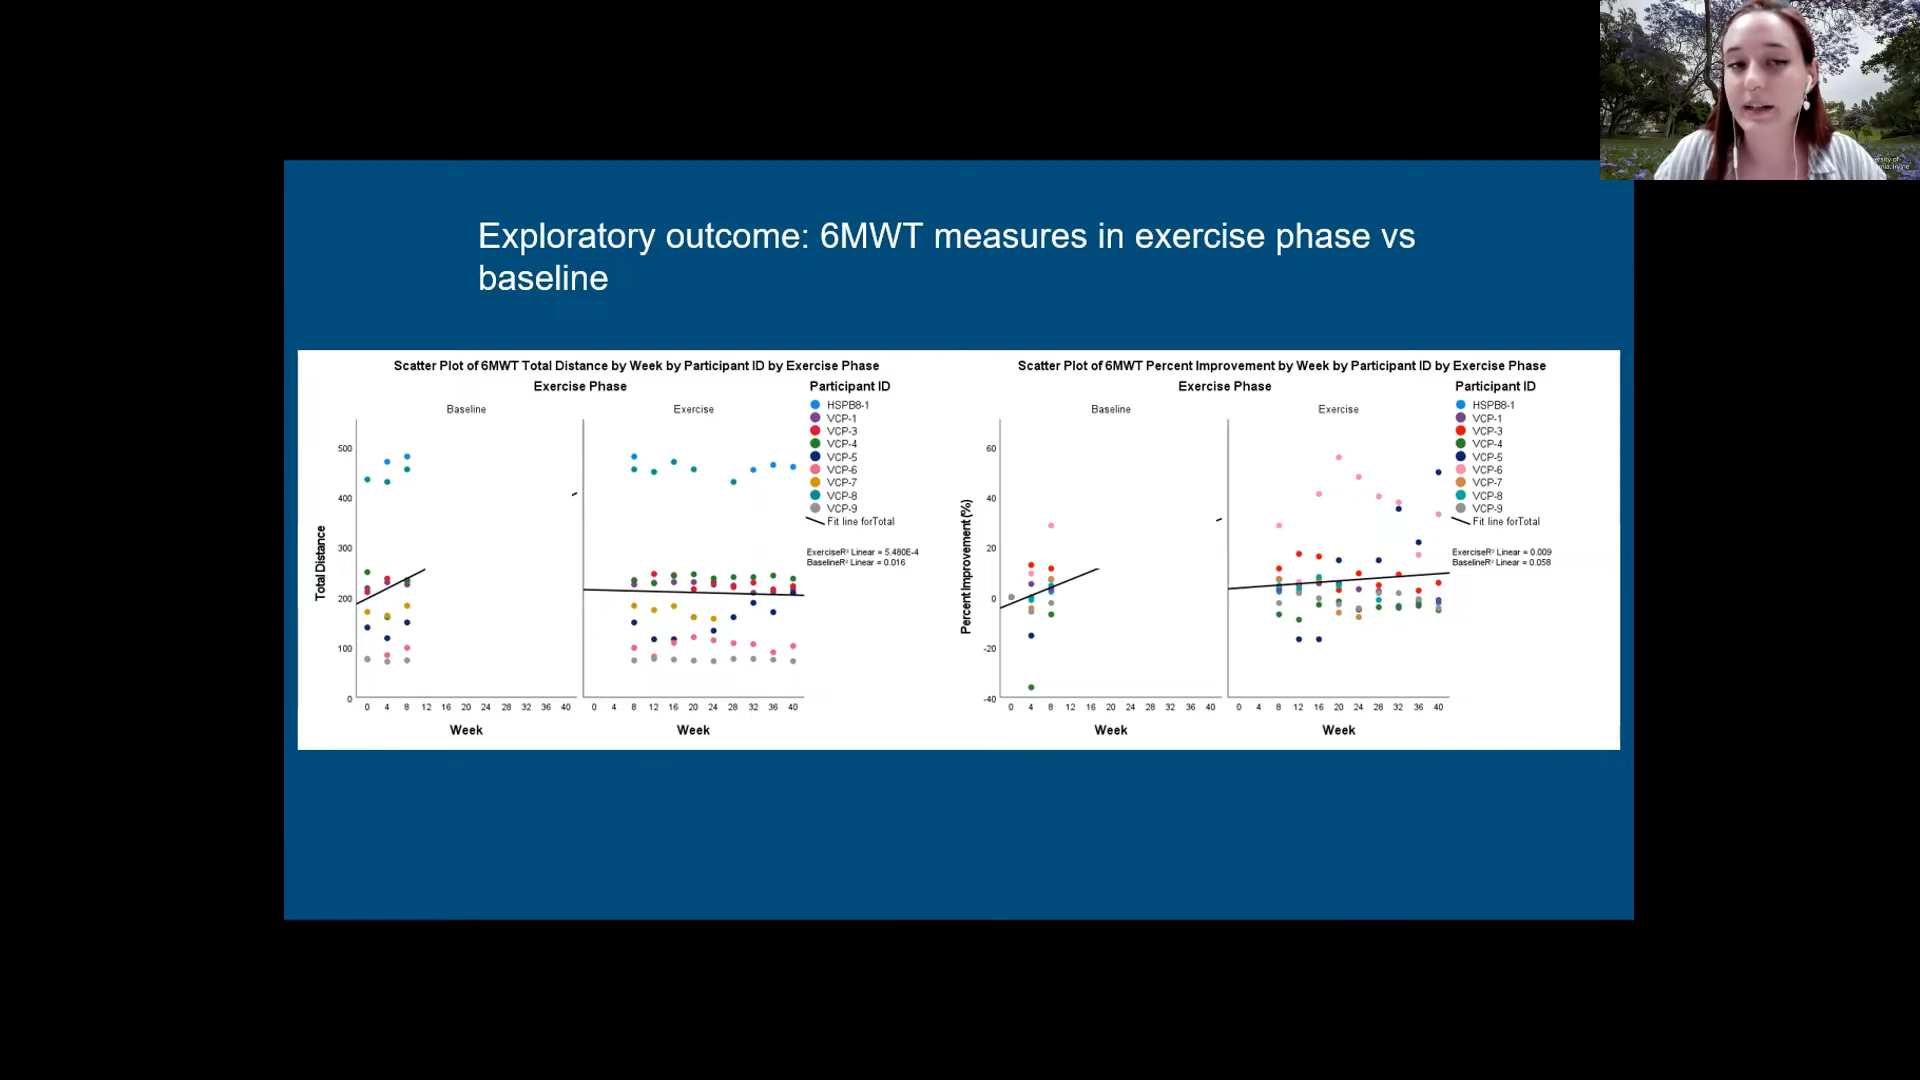 Exploratory outcome: 6MWT measures in exercise phase vs
baseline
Scatter Plot of 6MWT Total Distance by Week by Participant ID by Exercise Phase
Exercise Phase
Participant ID
Baseline
Exercise
HSPB8-1
VCP-1
VCP-3
VCP-4
VCP-5
VCP-6
VCP-7
VCP-8
VCP-9
Fit line forTotal
ExerciseR² Linear = 5.480E-4
BaselineR² Linear = 0.016
Total Distance
500
400
300
200
100
0
0 4 8 12 16 20 24 28 32 36 40
0 4 8 12 16 20 24 28 32 36 40
Week
Week
Scatter Plot of 6MWT Percent Improvement by Week by Participant ID by Exercise Phase
Exercise Phase
Participant ID
Baseline
Exercise
HSPB8-1
VCP-1
VCP-3
VCP-4
VCP-5
VCP-6
VCP-7
VCP-8
VCP-9
Fit line forTotal
ExerciseR² Linear = 0.009
BaselineR² Linear = 0.058
Percent Improvement (%)
60
40
20
0
-20
-40
0 4 8 12 16 20 24 28 32 36 40
0 4 8 12 16 20 24 28 32 36 40
Week
Week